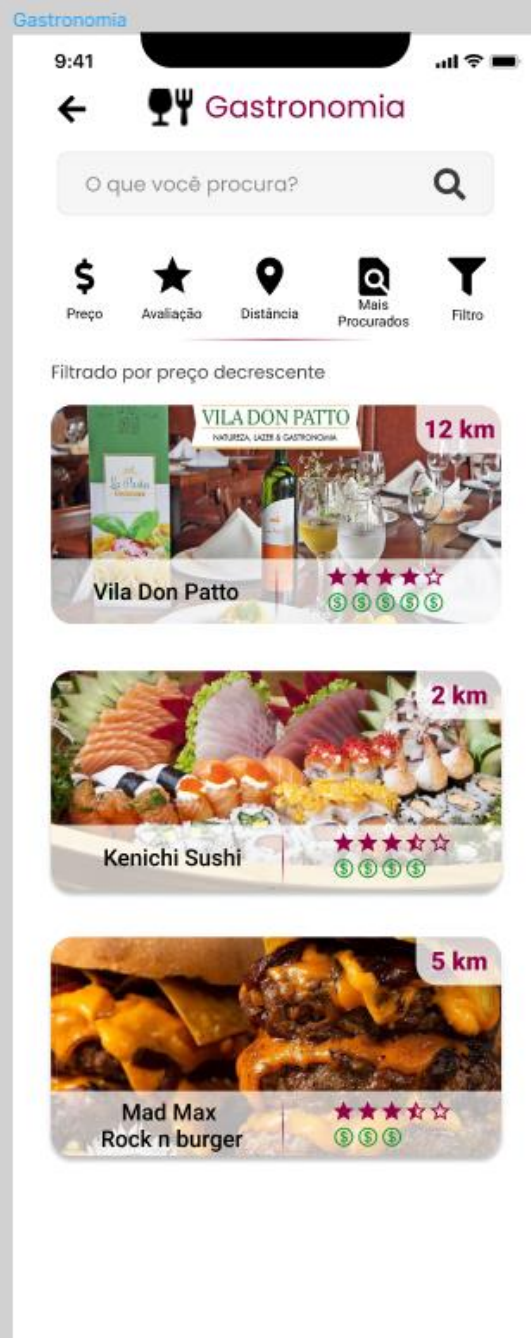 Gastronomia
9:41
Gastronomia
O que você procura?
Preço
Avaliação
Distância
Mais
Procurados
Filtro
Filtrado por preço decrescente
VILA DON PATTO
NATUREZA, LAZER & GASTRONOMIA
12 km
Vila Don Patto
2 km
Kenichi Sushi
5 km
Mad Max
Rock n burger